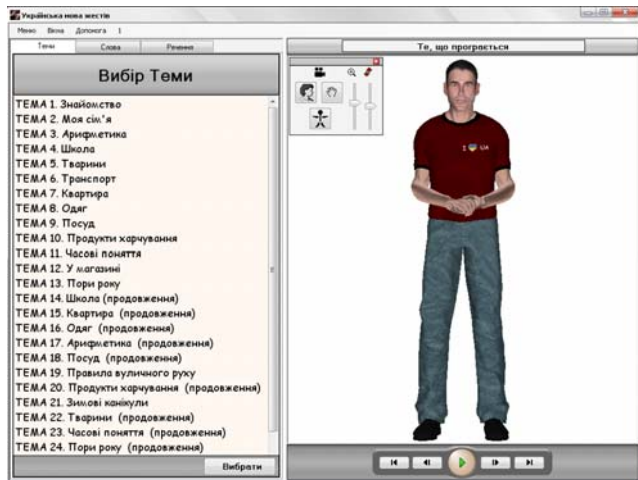 Українська мова жестів
Меню Вікна Допомога 1
Теми Слова Речення
Вибір Теми
ТЕМА 1. Знайомство
ТЕМА 2. Моя сім'я
ТЕМА 3. Арифметика
ТЕМА 4. Школа
ТЕМА 5. Тварини
ТЕМА 6. Транспорт
ТЕМА 7. Квартира
ТЕМА 8. Одяг
ТЕМА 9. Посуд
ТЕМА 10. Продукти харчування
ТЕМА 11. Часові поняття
ТЕМА 12. У магазині
ТЕМА 13. Пори року
ТЕМА 14. Школа (продовження)
ТЕМА 15. Квартира (продовження)
ТЕМА 16. Одяг (продовження)
ТЕМА 17. Арифметика (продовження)
ТЕМА 18. Посуд (продовження)
ТЕМА 19. Правила вуличного руху
ТЕМА 20. Продукти харчування (продовження)
ТЕМА 21. Зимові канікули
ТЕМА 22. Тварини (продовження)
ТЕМА 23. Часові поняття (продовження)
ТЕМА 24. Пори року (продовження)
Вибрати
Те, що програється
I UA